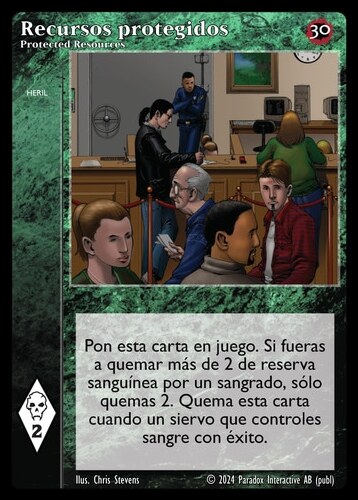 Recursos protegidos
Protected Resources
30
HERIL
Pon esta carta en juego. Si fueras
a quemar más de 2 de reserva
sanguínea por un sangrado, sólo
quemas 2. Quema esta carta
cuando un siervo que controles
sangre con éxito.
2
Ilus. Chris Stevens
© 2024 Paradox Interactive AB (publ)